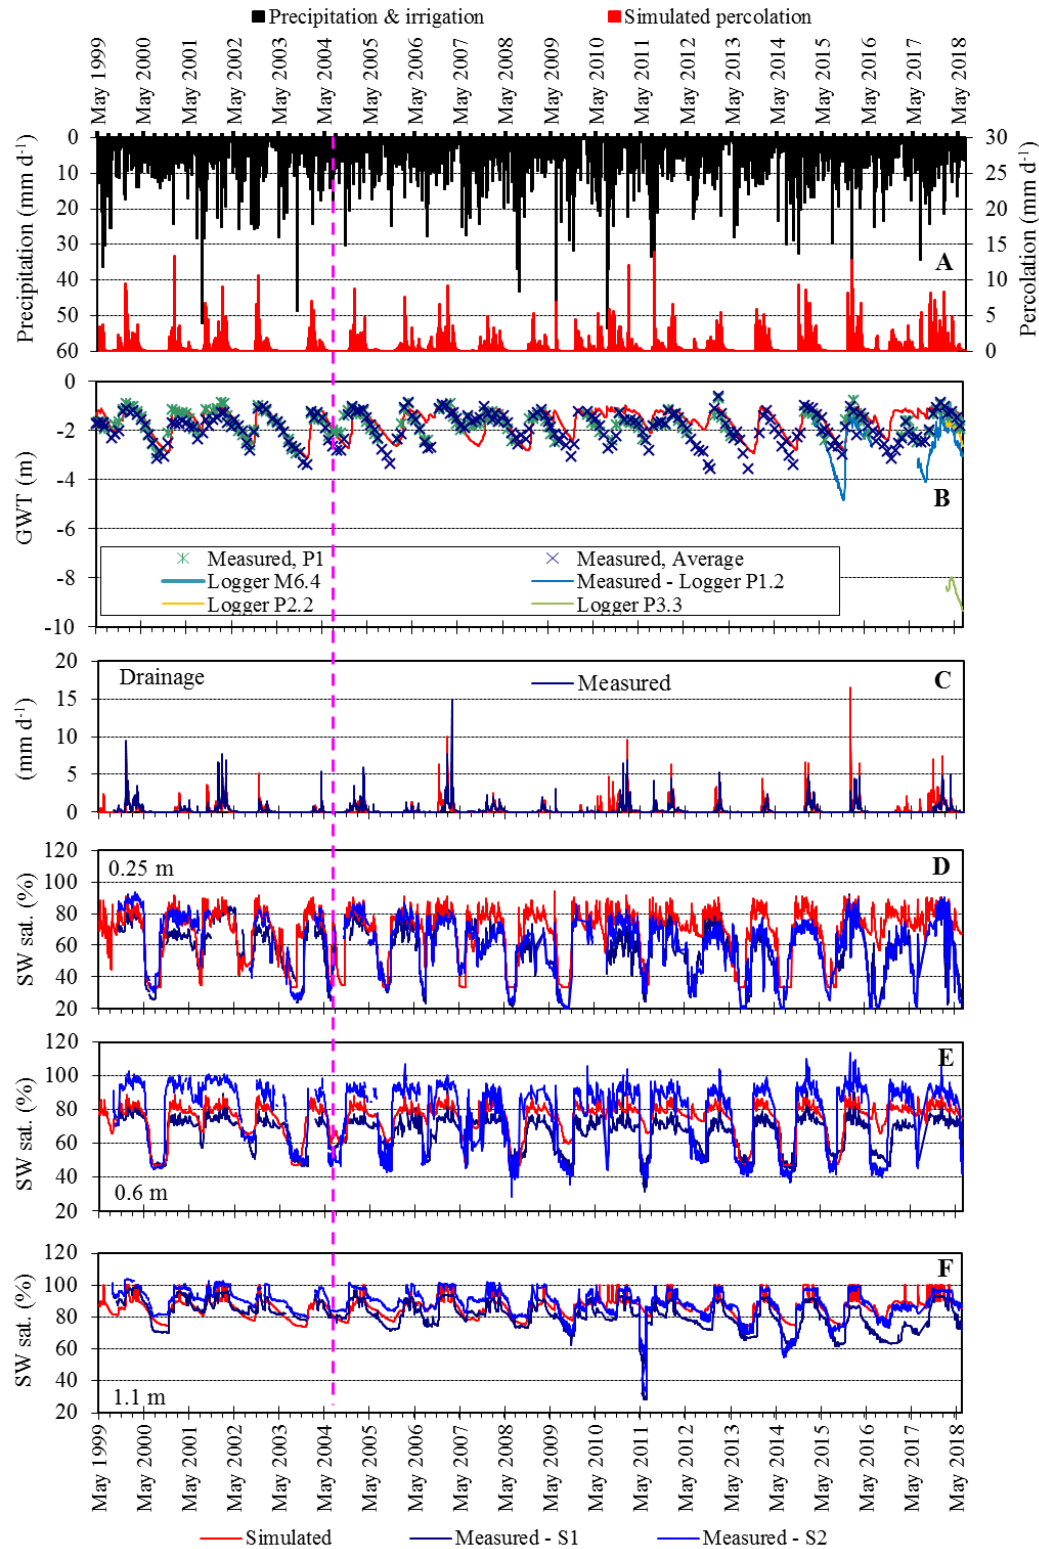 Precipitation & irrigation Simulated percolation
May 1999 May 2000 May 2001 May 2002 May 2003 May 2004 May 2005 May 2006 May 2007 May 2008 May 2009 May 2010 May 2011 May 2012 May 2013 May 2014 May 2015 May 2016 May 2017 May 2018
Precipitation (mm d-1)
0
10
20
30
40
50
60
A
30
25
20
15
10
5
0
Percolation (mm d-1)
GWT (m)
0
-2
-4
-6
-8
-10
B
Measured, P1 Measured, Average
Logger M6.4 Measured - Logger P1.2
Logger P2.2 Logger P3.3
(mm d-1)
20
15
10
5
0
Drainage Measured C
SW sat. (%)
120
100
80
60
40
20
0.25 m D
SW sat. (%)
120
100
80
60
40
20
E
0.6 m
SW sat. (%)
120
100
80
60
40
20
F
1.1 m
May 1999 May 2000 May 2001 May 2002 May 2003 May 2004 May 2005 May 2006 May 2007 May 2008 May 2009 May 2010 May 2011 May 2012 May 2013 May 2014 May 2015 May 2016 May 2017 May 2018
Simulated Measured - S1 Measured - S2